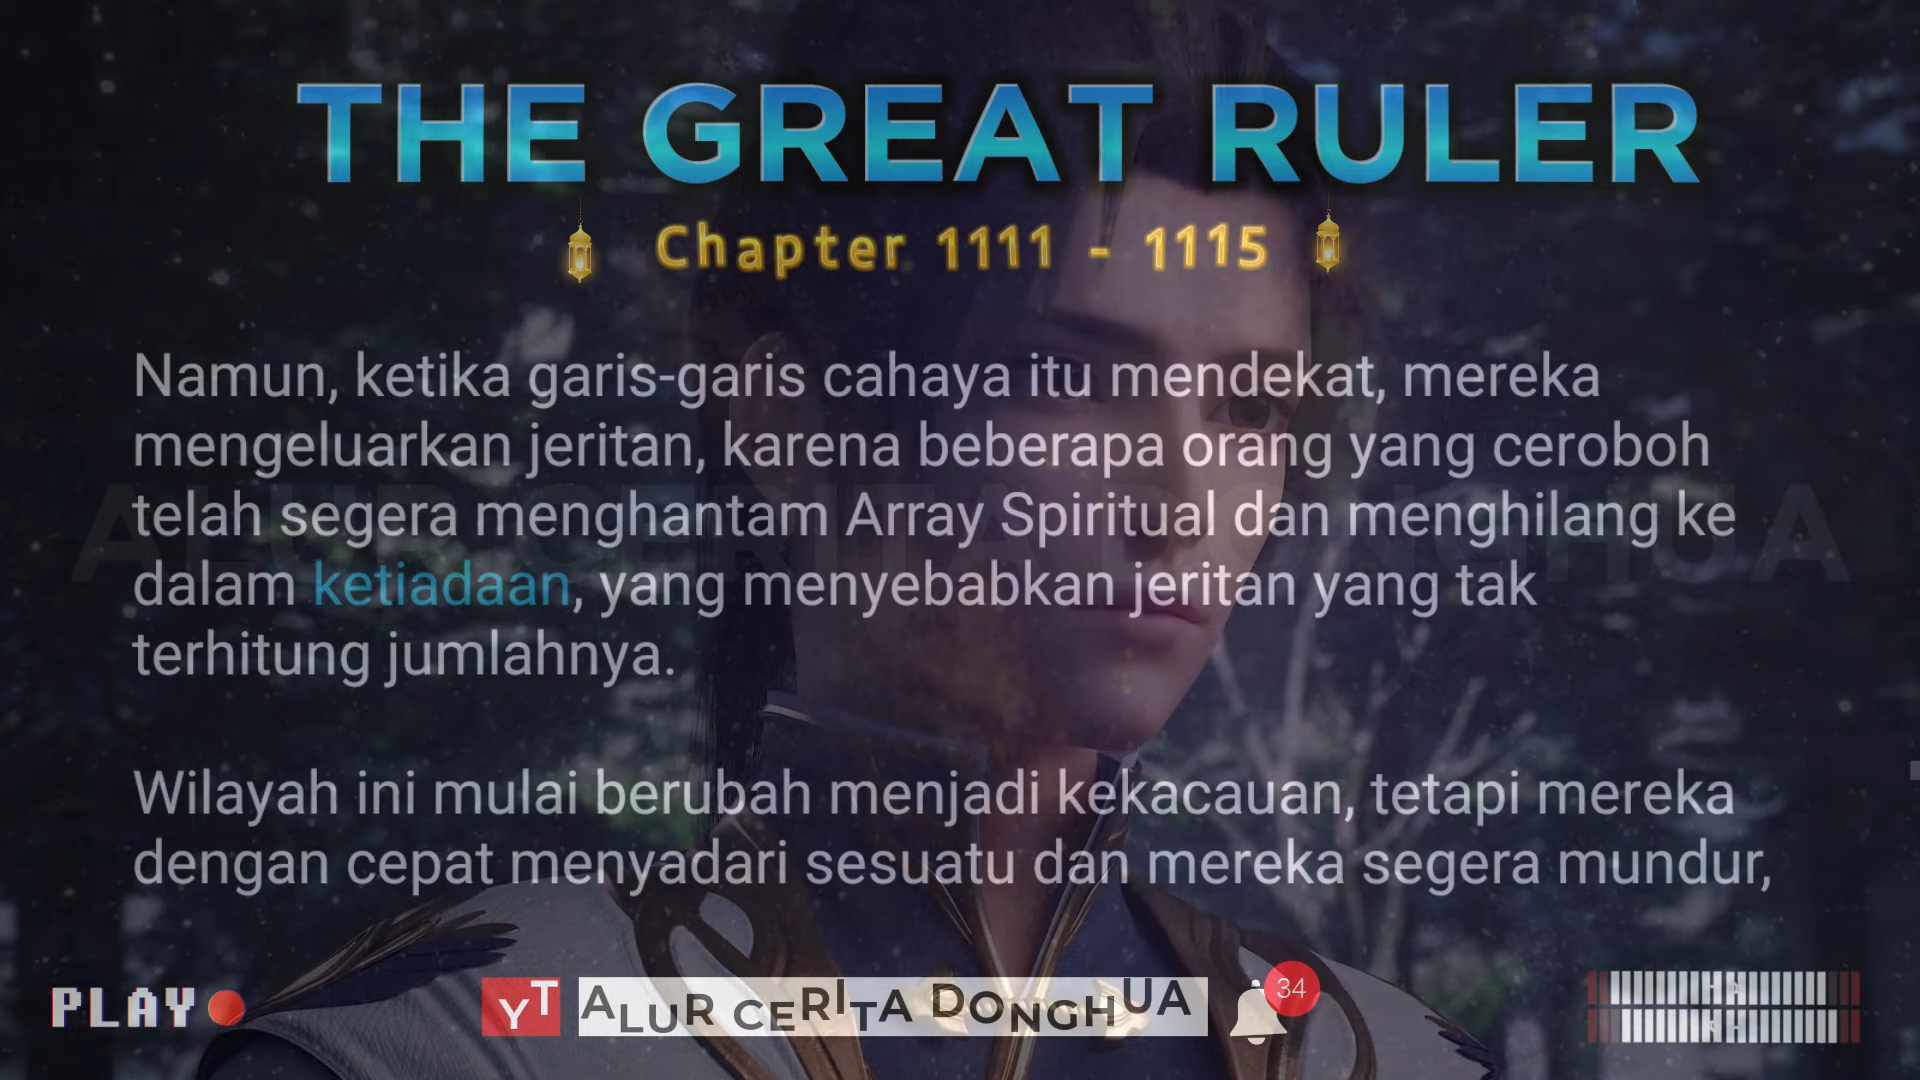 THE GREAT RULER
Chapter 1111 - 1115
Namun, ketika garis-garis cahaya itu mendekat, mereka
mengeluarkan jeritan, karena beberapa orang yang ceroboh
telah segera menghantam Array Spiritual dan menghilang ke
dalam ketiadaan, yang menyebabkan jeritan yang tak
terhitung jumlahnya.
ALUR CERITA DONGHUA
Wilayah ini mulai berubah menjadi kekacauan, tetapi mereka
dengan cepat menyadari sesuatu dan mereka segera mundur,
PLAY
YT ALUR CERITA DONGHUA
34